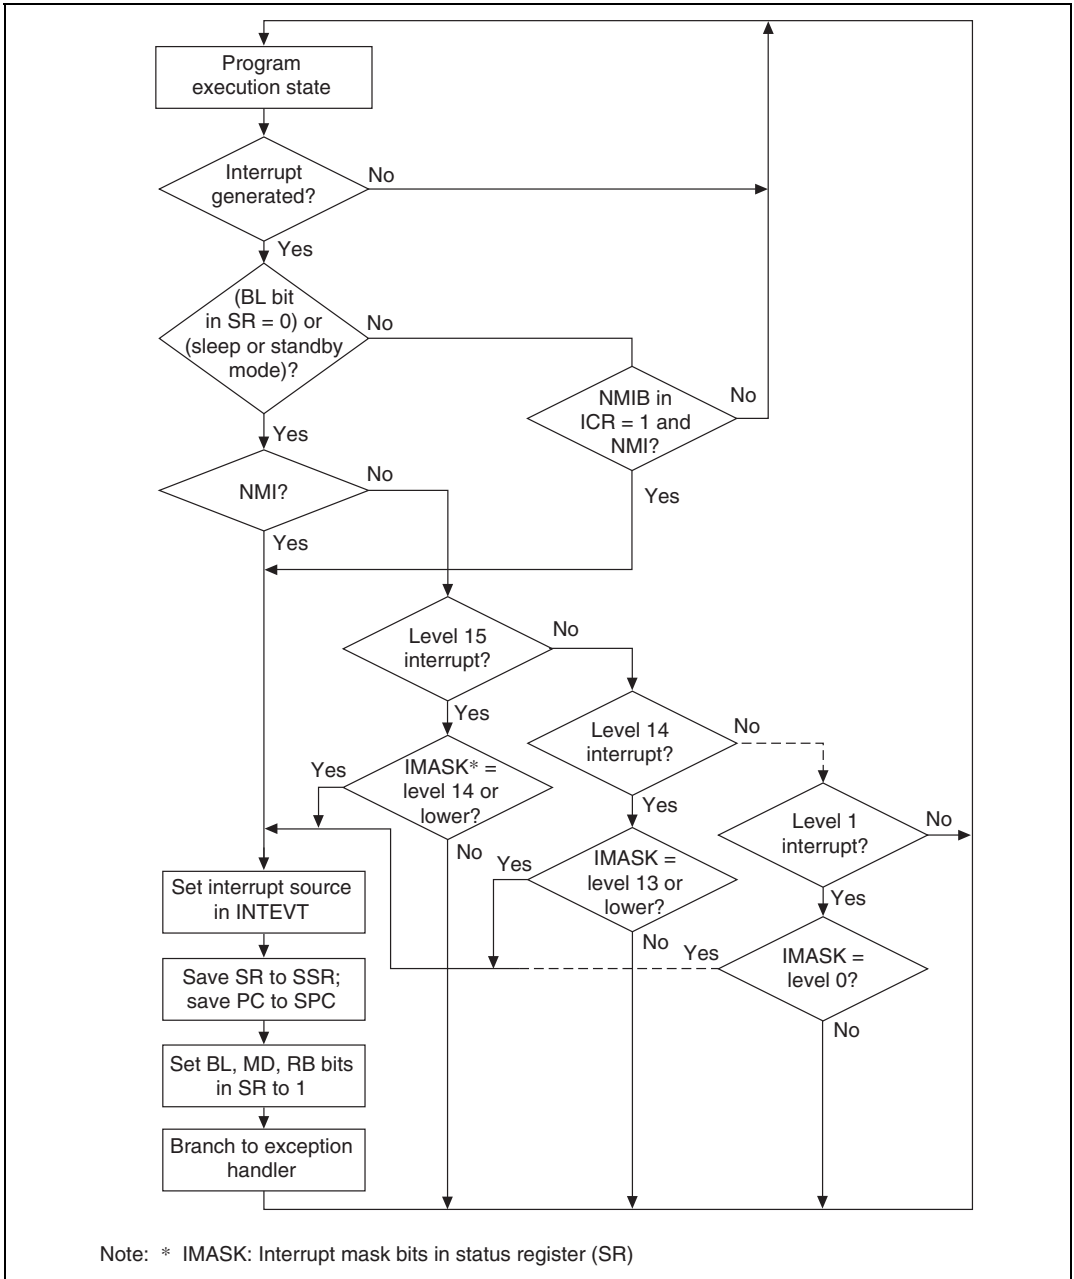 Program
execution state
Interrupt
generated?
No
Yes
(BL bit
in SR = 0) or
(sleep or standby
mode)?
No
Yes
NMIB in
ICR = 1 and
NMI?
No
Yes
NMI?
No
Yes
Level 15
interrupt?
No
Yes
Level 14
interrupt?
No
Yes
IMASK* =
level 14 or
lower?
Yes
No
Level 1
interrupt?
No
Yes
IMASK =
level 13 or
lower?
Yes
No
IMASK =
level 0?
Yes
No
Set interrupt source
in INTEVT
Save SR to SSR;
save PC to SPC
Set BL, MD, RB bits
in SR to 1
Branch to exception
handler
Note: * IMASK: Interrupt mask bits in status register (SR)